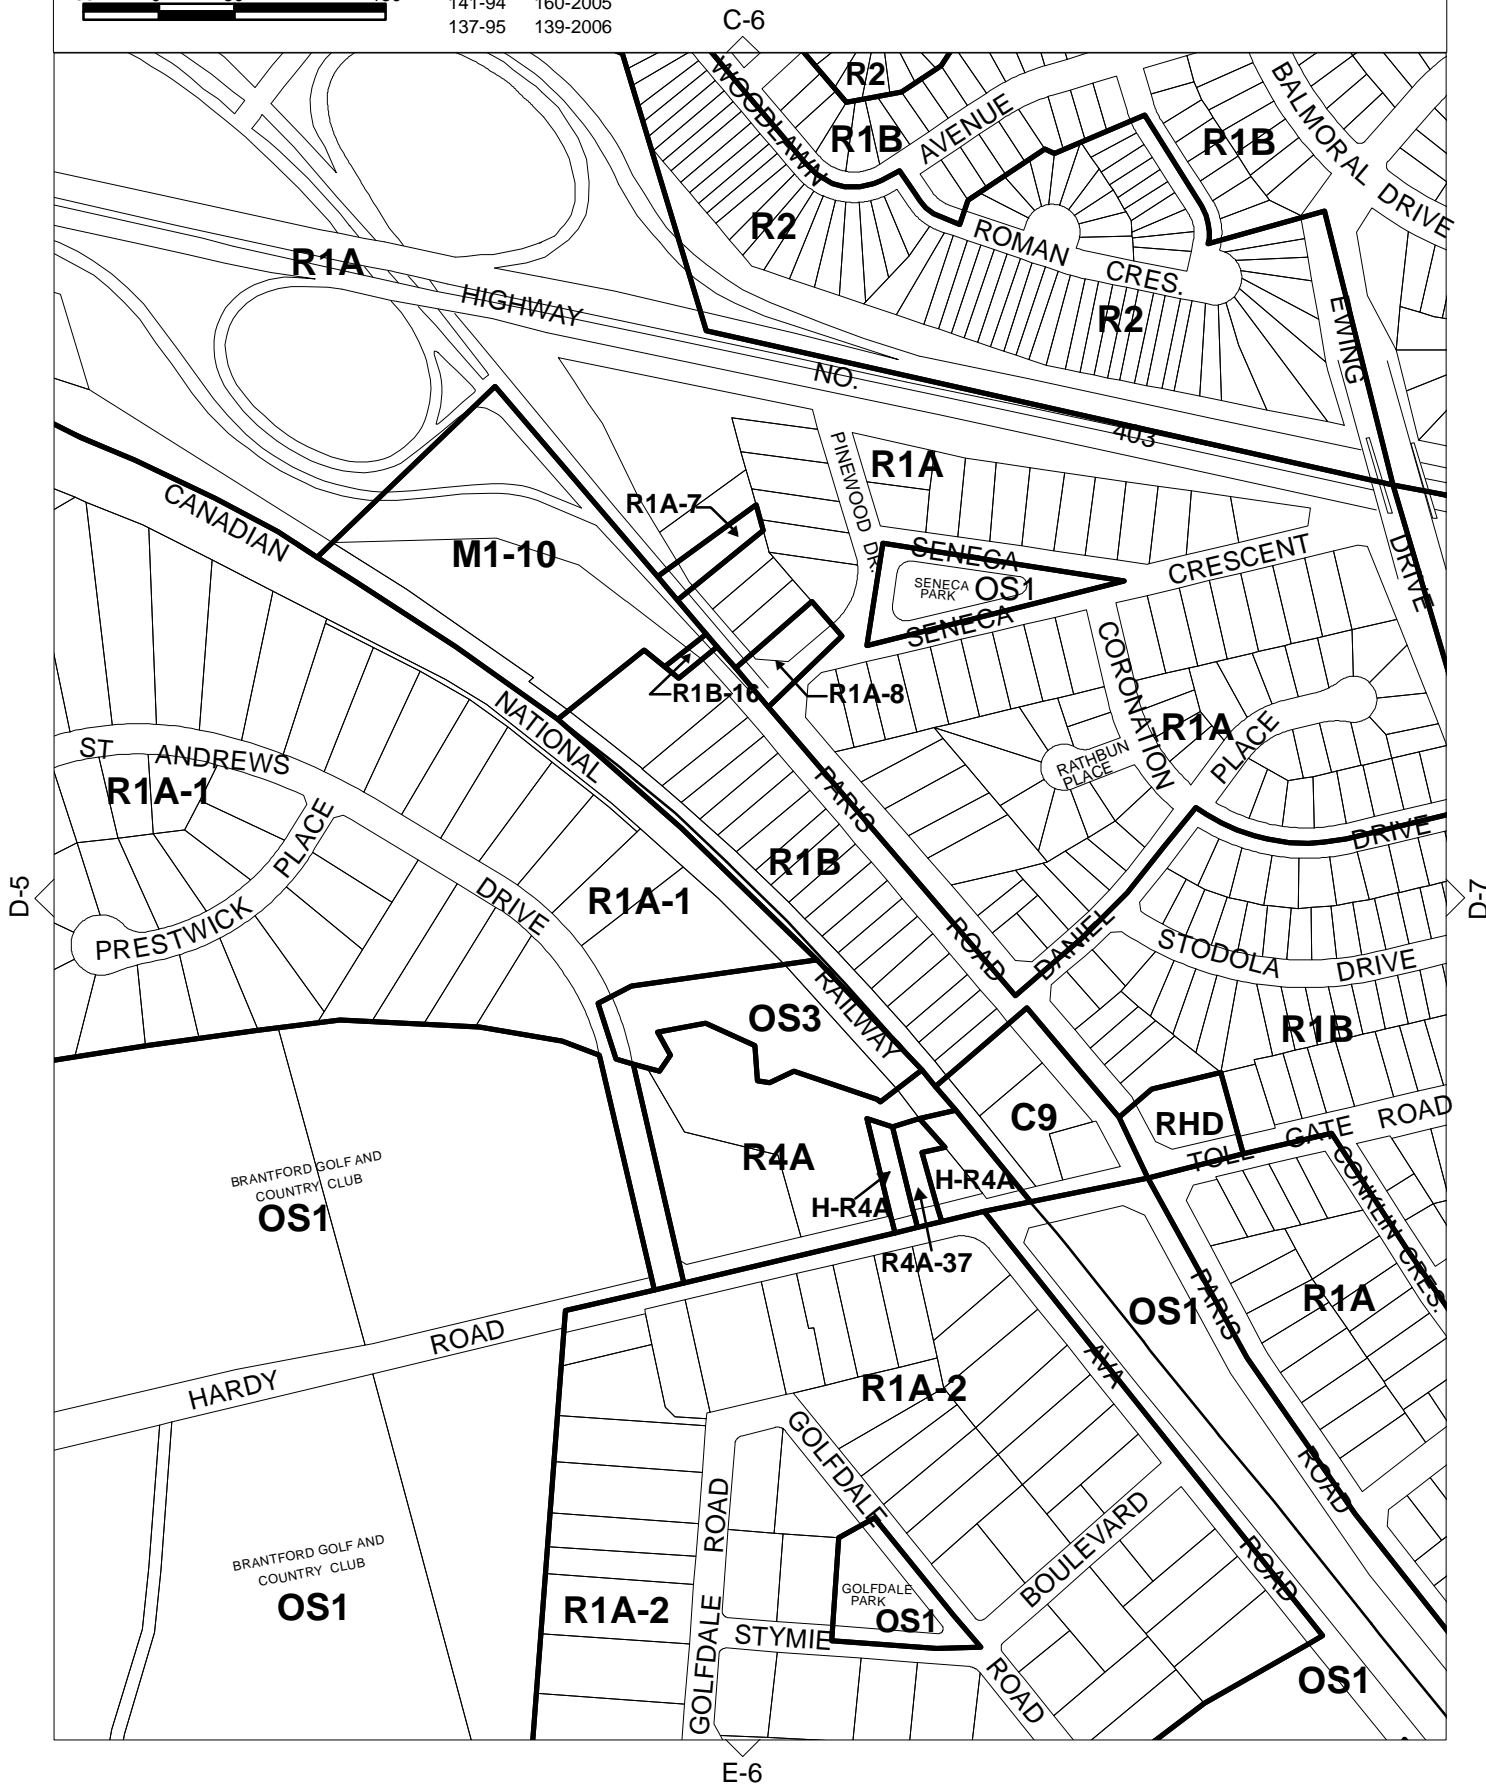 141-94 160-2005
137-95 139-2006
C-6
WOODLAWN
AVENUE
R2
R1B
R1B
BALMORAL DRIVE
R2
ROMAN CRES.
R2
R1A
HIGHWAY NO. 403
EWING DRIVE
PINEWOOD DR.
R1A
CANADIAN NATIONAL RAILWAY
M1-10
R1A-7
SENECA CRESCENT
SENECA
PARK
OS1
SENECA
R1B-16
R1A-8
CORONATION
R1A
PLACE
RATHBUN
PLACE
ST ANDREWS DRIVE
R1A-1
PRESTWICK PLACE
PARIS ROAD
R1B
DRIVE
D-5
R1A-1
DANIEL
STODOLA DRIVE
D-7
OS3
R1B
C9
RHD
TOLL GATE ROAD
R4A
H-R4A
H-R4A
R4A-37
CONKLIN CRES.
BRANTFORD GOLF AND
COUNTRY CLUB
OS1
HARDY ROAD
OS1
PARIS ROAD
R1A
AVA ROAD
R1A-2
GOLFDALE ROAD
GOLFDALE ROAD
BOULEVARD
BRANTFORD GOLF AND
COUNTRY CLUB
OS1
R1A-2
GOLFDALE
PARK
OS1
STYMIE
OS1
E-6